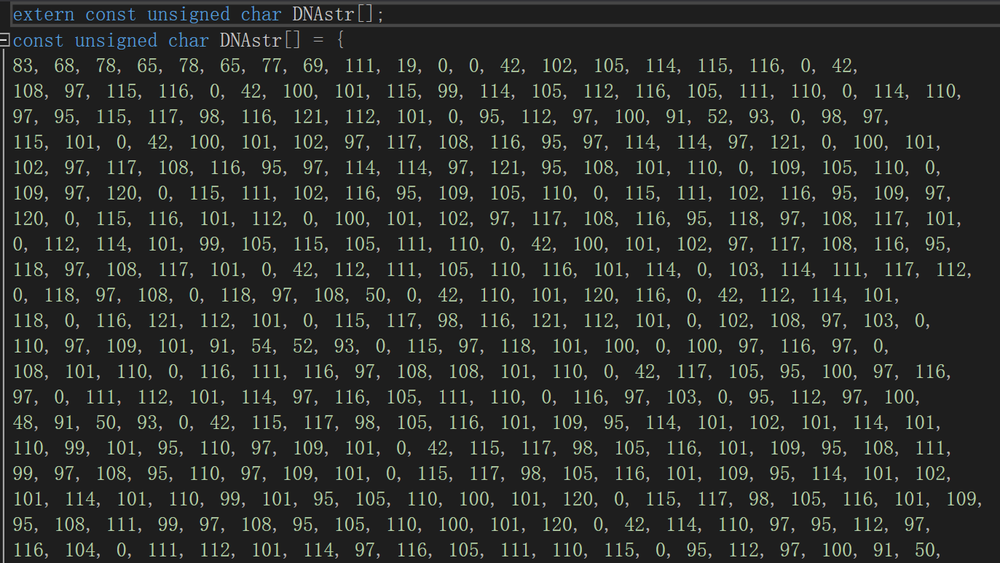 extern const unsigned char DNAstr[];
const unsigned char DNAstr[] = {
83, 68, 78, 65, 78, 65, 77, 69, 111, 19, 0, 0, 42, 102, 105, 114, 115, 116, 0, 42,
108, 97, 115, 116, 0, 42, 100, 101, 115, 99, 114, 105, 112, 116, 105, 111, 110, 0, 114, 110,
97, 95, 115, 117, 98, 116, 121, 112, 101, 0, 95, 112, 97, 100, 91, 52, 93, 0, 98, 97,
115, 101, 0, 42, 100, 101, 102, 97, 117, 108, 116, 95, 97, 114, 114, 97, 121, 0, 100, 101,
102, 97, 117, 108, 116, 95, 97, 114, 114, 97, 121, 95, 108, 101, 110, 0, 109, 105, 110, 0,
109, 97, 120, 0, 115, 111, 102, 116, 95, 109, 105, 110, 0, 115, 111, 102, 116, 95, 109, 97,
120, 0, 115, 116, 101, 112, 0, 100, 101, 102, 97, 117, 108, 116, 95, 118, 97, 108, 117, 101,
0, 112, 114, 101, 99, 105, 115, 105, 111, 110, 0, 42, 100, 101, 102, 97, 117, 108, 116, 95,
118, 97, 108, 117, 101, 0, 42, 112, 111, 105, 110, 116, 101, 114, 0, 103, 114, 111, 117, 112,
0, 118, 97, 108, 0, 118, 97, 108, 50, 0, 42, 110, 101, 120, 116, 0, 42, 112, 114, 101,
118, 0, 116, 121, 112, 101, 0, 115, 117, 98, 116, 121, 112, 101, 0, 102, 108, 97, 103, 0,
110, 97, 109, 101, 91, 54, 52, 93, 0, 115, 97, 118, 101, 100, 0, 100, 97, 116, 97, 0,
108, 101, 110, 0, 116, 111, 116, 97, 108, 108, 101, 110, 0, 42, 117, 105, 95, 100, 97, 116,
97, 0, 111, 112, 101, 114, 97, 116, 105, 111, 110, 0, 116, 97, 103, 0, 95, 112, 97, 100,
48, 91, 50, 93, 0, 42, 115, 117, 98, 105, 116, 101, 109, 95, 114, 101, 102, 101, 114, 101,
110, 99, 101, 95, 110, 97, 109, 101, 0, 42, 115, 117, 98, 105, 116, 101, 109, 95, 108, 111,
99, 97, 108, 95, 110, 97, 109, 101, 0, 115, 117, 98, 105, 116, 101, 109, 95, 114, 101, 102,
101, 114, 101, 110, 99, 101, 95, 105, 110, 100, 101, 120, 0, 115, 117, 98, 105, 116, 101, 109,
95, 108, 111, 99, 97, 108, 95, 105, 110, 100, 101, 120, 0, 42, 114, 110, 97, 95, 112, 97,
116, 104, 0, 111, 112, 101, 114, 97, 116, 105, 111, 110, 115, 0, 95, 112, 97, 100, 91, 50,